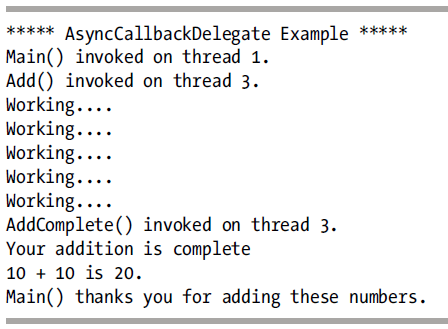 ***** AsyncCallbackDelegate Example *****
Main() invoked on thread 1.
Add() invoked on thread 3.
Working....
Working....
Working....
Working....
Working....
AddComplete() invoked on thread 3.
Your addition is complete
10 + 10 is 20.
Main() thanks you for adding these numbers.